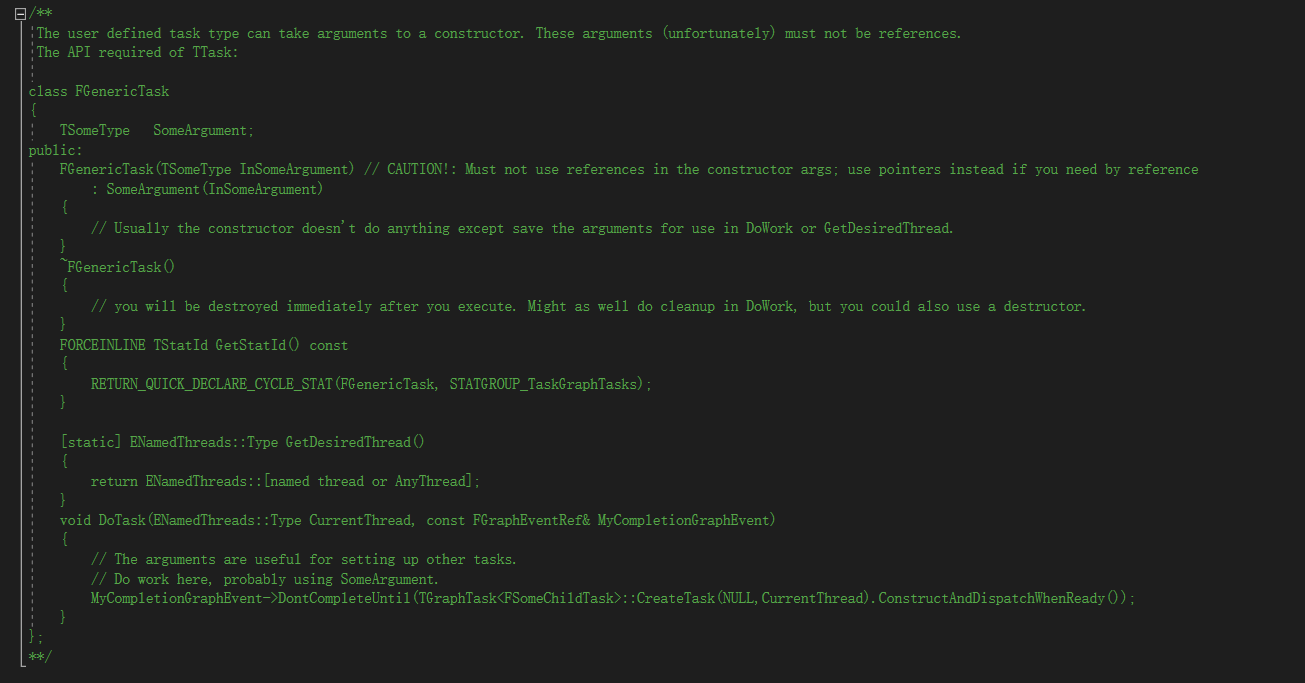 /**
The user defined task type can take arguments to a constructor. These arguments (unfortunately) must not be references.
The API required of TTask:

class FGenericTask
{
    TSomeType   SomeArgument;
public:
    FGenericTask(TSomeType InSomeArgument) // CAUTION!: Must not use references in the constructor args; use pointers instead if you need by reference
        : SomeArgument(InSomeArgument)
    {
        // Usually the constructor doesn't do anything except save the arguments for use in DoWork or GetDesiredThread.
    }
    ~FGenericTask()
    {
        // you will be destroyed immediately after you execute. Might as well do cleanup in DoWork, but you could also use a destructor.
    }
    FORCEINLINE TStatId GetStatId() const
    {
        RETURN_QUICK_DECLARE_CYCLE_STAT(FGenericTask, STATGROUP_TaskGraphTasks);
    }

    [static] ENamedThreads::Type GetDesiredThread()
    {
        return ENamedThreads::[named thread or AnyThread];
    }
    void DoTask(ENamedThreads::Type CurrentThread, const FGraphEventRef& MyCompletionGraphEvent)
    {
        // The arguments are useful for setting up other tasks.
        // Do work here, probably using SomeArgument.
        MyCompletionGraphEvent->DontCompleteUntil(TGraphTask<FSomeChildTask>::CreateTask(NULL,CurrentThread).ConstructAndDispatchWhenReady());
    }
};
**/